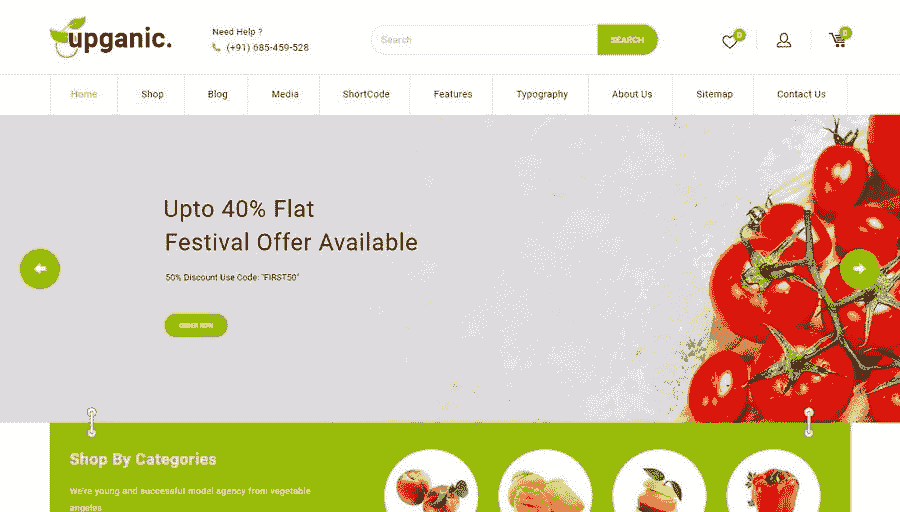 upganic.
Need Help ?
(+91) 685-459-528
Search
SEARCH
0
0
Home
Shop
Blog
Media
ShortCode
Features
Typography
About Us
Sitemap
Contact Us
Upto 40% Flat
Festival Offer Available
50% Discount Use Code: "FIRST50"
ORDER NOW
Shop By Categories
We're young and successful model agency from vegetable
angeles